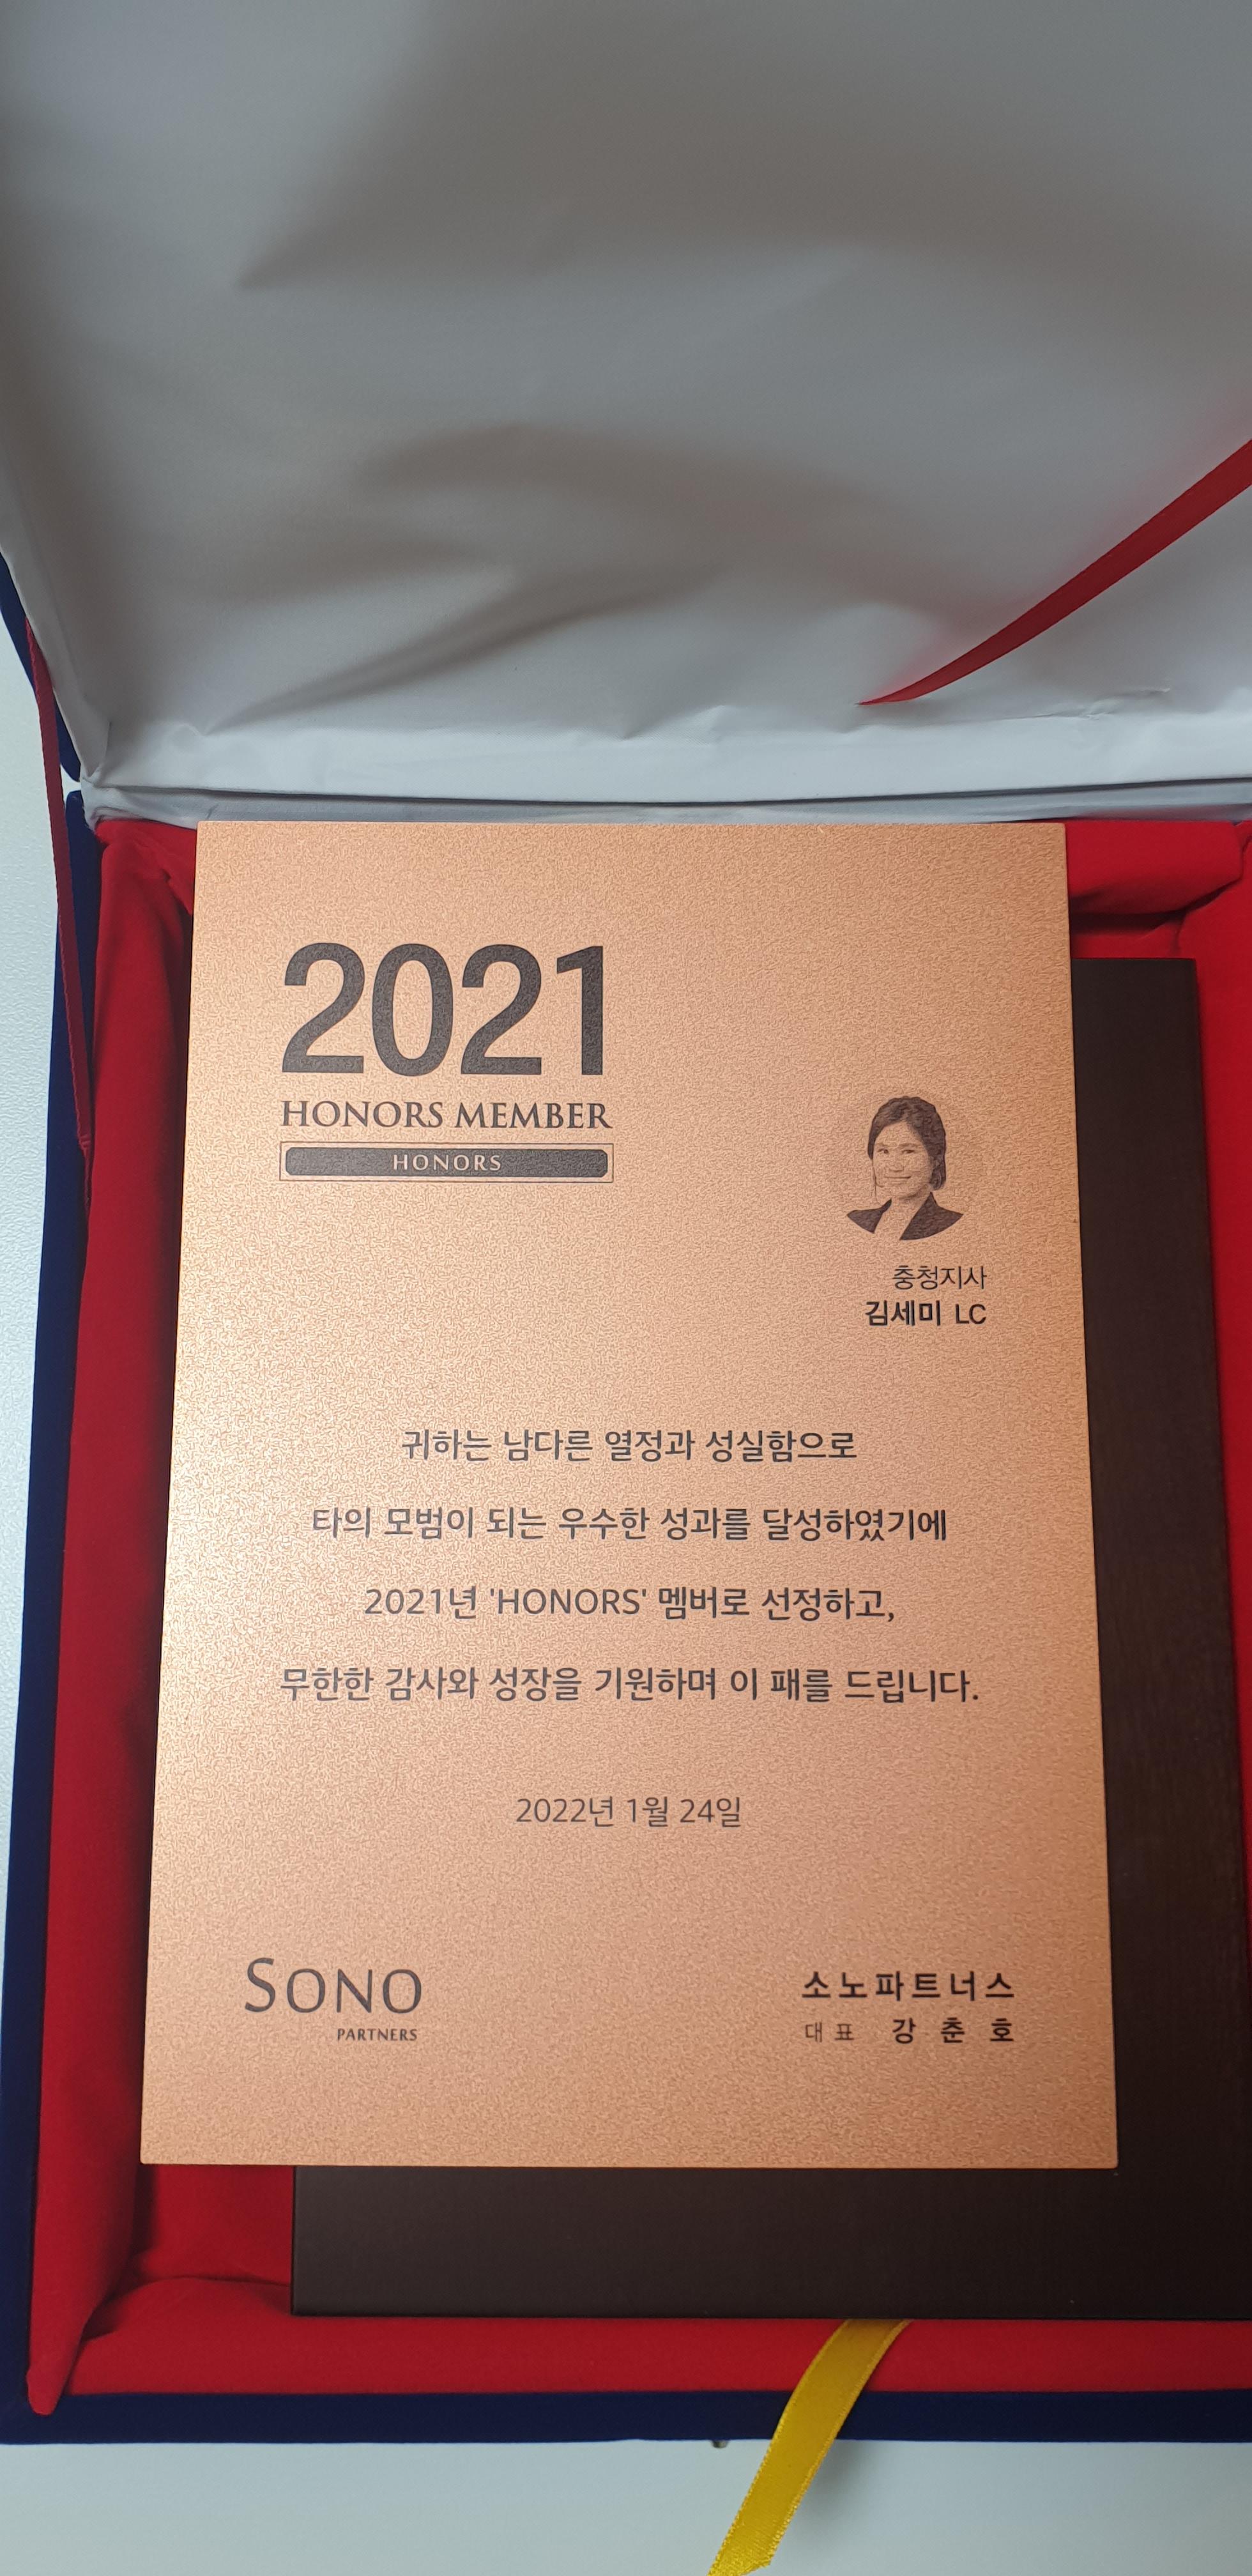 2021
HONORS MEMBER
HONORS
충청지사
김세미 LC
귀하는 남다른 열정과 성실함으로
타의 모범이 되는 우수한 성과를 달성하였기에
2021년 'HONORS' 멤버로 선정하고,
무한한 감사와 성장을 기원하며 이 패를 드립니다.
2022년 1월 24일
SONO
PARTNERS
소노파트너스
대표 강춘호